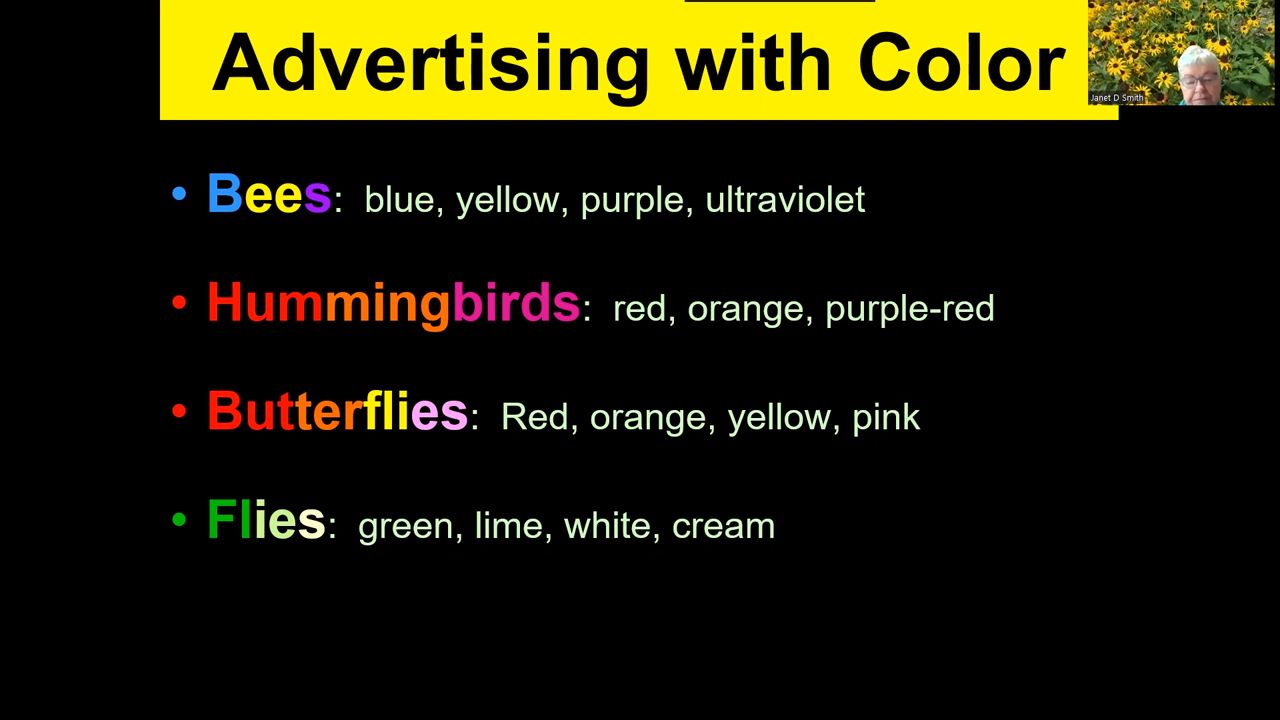 Advertising with Color
Janet D Smith
• Bees: blue, yellow, purple, ultraviolet
• Hummingbirds: red, orange, purple-red
• Butterflies: Red, orange, yellow, pink
• Flies: green, lime, white, cream